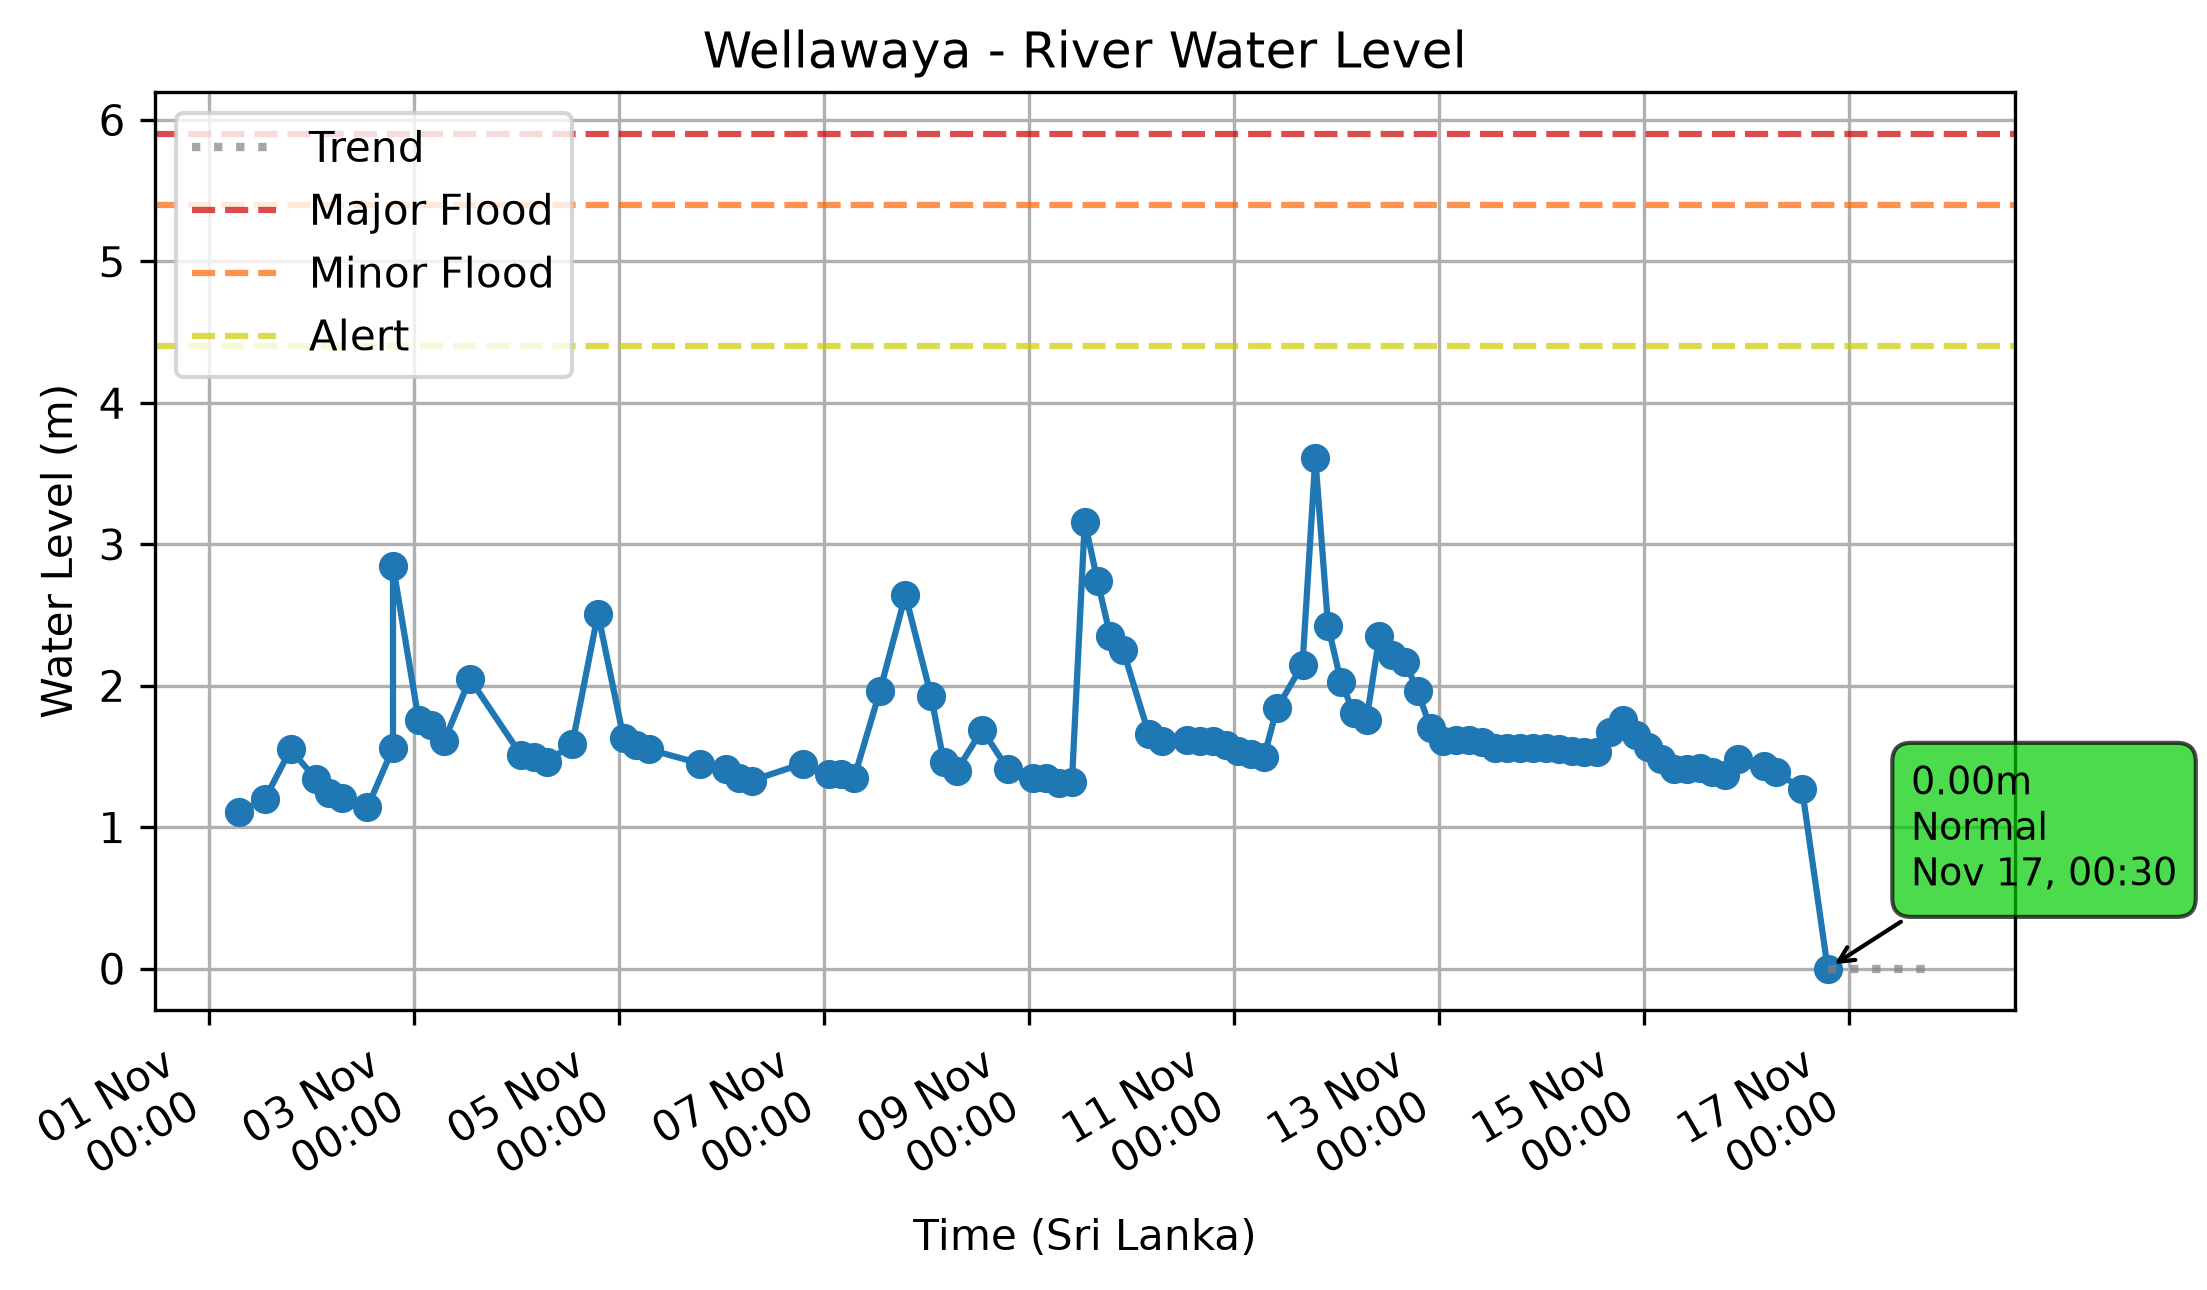 Wellawaya - River Water Level
6
5
4
3
2
1
0
Water Level (m)
Trend
Major Flood
Minor Flood
Alert
0.00m
Normal
Nov 17, 00:30
01 Nov
00:00
03 Nov
00:00
05 Nov
00:00
07 Nov
00:00
09 Nov
00:00
11 Nov
00:00
13 Nov
00:00
15 Nov
00:00
17 Nov
00:00
Time (Sri Lanka)